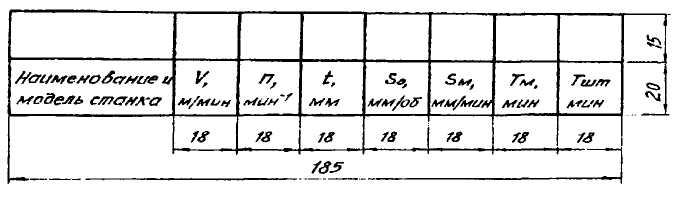 15
Наименование и V, n, t, So, Sм, Tм, Tшт
модель станка м/мин мин⁻¹ мм мм/об мм/мин мин мин
20
18 18 18 18 18 18 18
185